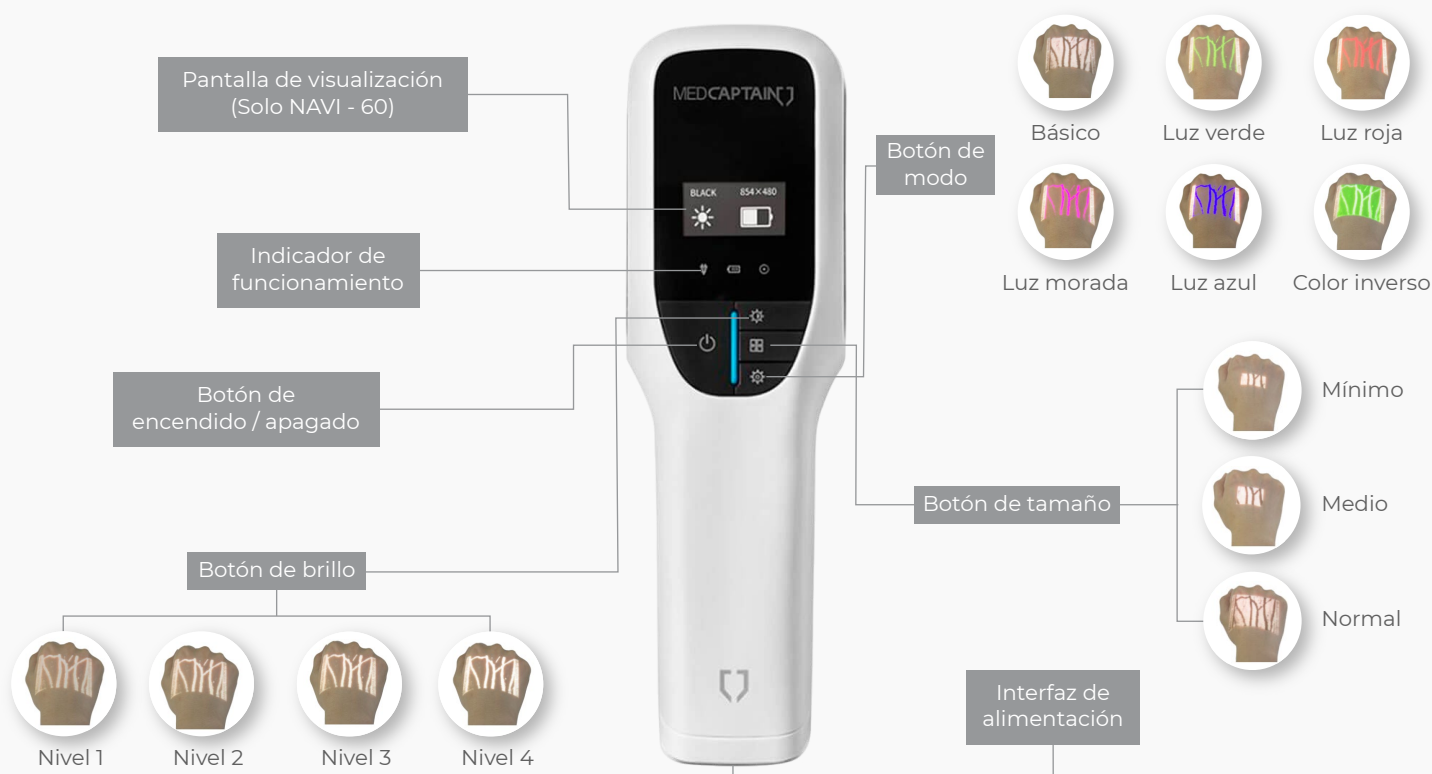 Pantalla de visualización
(Solo NAVI - 60)
Indicador de
funcionamiento
Botón de
encendido / apagado
Botón de brillo
Nivel 1
Nivel 2
Nivel 3
Nivel 4
MEDCAPTAIN
BLACK
854×480
Botón de
modo
Básico
Luz verde
Luz roja
Luz morada
Luz azul
Color inverso
Botón de tamaño
Mínimo
Medio
Normal
Interfaz de
alimentación